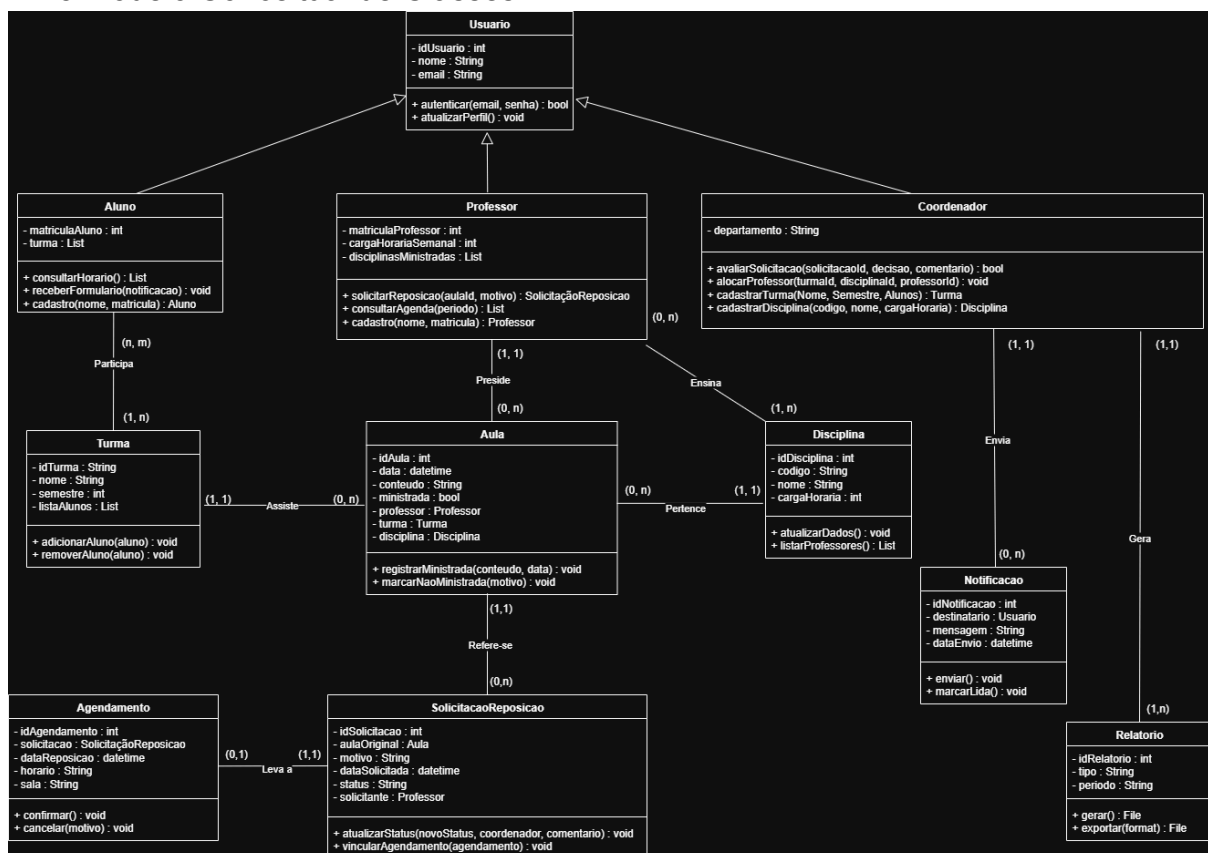 Usuario
- idUsuario : int
- nome : String
- email : String
+ autenticar(email, senha) : bool
+ atualizarPerfil() : void
Aluno
- matriculaAluno : int
- turma : List
+ consultarHorario() : List
+ receberFormulario(notificacao) : void
+ cadastro(nome, matricula) : Aluno
Professor
- matriculaProfessor : int
- cargaHorariaSemanal : int
- disciplinasMinistradas : List
+ solicitarReposicao(aulaId, motivo) : SolicitaçãoReposicao
+ consultarAgenda(periodo) : List
+ cadastro(nome, matricula) : Professor
Coordenador
- departamento : String
+ avaliarSolicitacao(solicitacaoId, decisao, comentario) : bool
+ alocarProfessor(turmaId, disciplinaId, professorId) : void
+ cadastrarTurma(Nome, Semestre, Alunos) : Turma
+ cadastrarDisciplina(codigo, nome, cargaHoraria) : Disciplina
(n, m)
Participa
(1, n)
(1, 1)
Preside
(0, n)
(0, n)
Ensina
(1, n)
(1, 1)
Envia
(0, n)
(1,1)
Gera
(1,n)
Turma
- idTurma : String
- nome : String
- semestre : int
- listaAlunos : List
+ adicionarAluno(aluno) : void
+ removerAluno(aluno) : void
(1, 1)
Assiste
(0, n)
Aula
- idAula : int
- data : datetime
- conteudo : String
- ministrada : bool
- professor : Professor
- turma : Turma
- disciplina : Disciplina
+ registrarMinistrada(conteudo, data) : void
+ marcarNaoMinistrada(motivo) : void
(0, n)
Pertence
(1, 1)
Disciplina
- idDisciplina : int
- codigo : String
- nome : String
- cargaHoraria : int
+ atualizarDados() : void
+ listarProfessores() : List
Notificacao
- idNotificacao : int
- destinatario : Usuario
- mensagem : String
- dataEnvio : datetime
+ enviar() : void
+ marcarLida() : void
(1,1)
Refere-se
(0,n)
Agendamento
- idAgendamento : int
- solicitacao : SolicitaçãoReposicao
- dataReposicao : datetime
- horario : String
- sala : String
+ confirmar() : void
+ cancelar(motivo) : void
(0,1)
Leva a
(1,1)
SolicitacaoReposicao
- idSolicitacao : int
- aulaOriginal : Aula
- motivo : String
- dataSolicitada : datetime
- status : String
- solicitante : Professor
+ atualizarStatus(novoStatus, coordenador, comentario) : void
+ vincularAgendamento(agendamento) : void
Relatorio
- idRelatorio : int
- tipo : String
- periodo : String
+ gerar() : File
+ exportar(format) : File